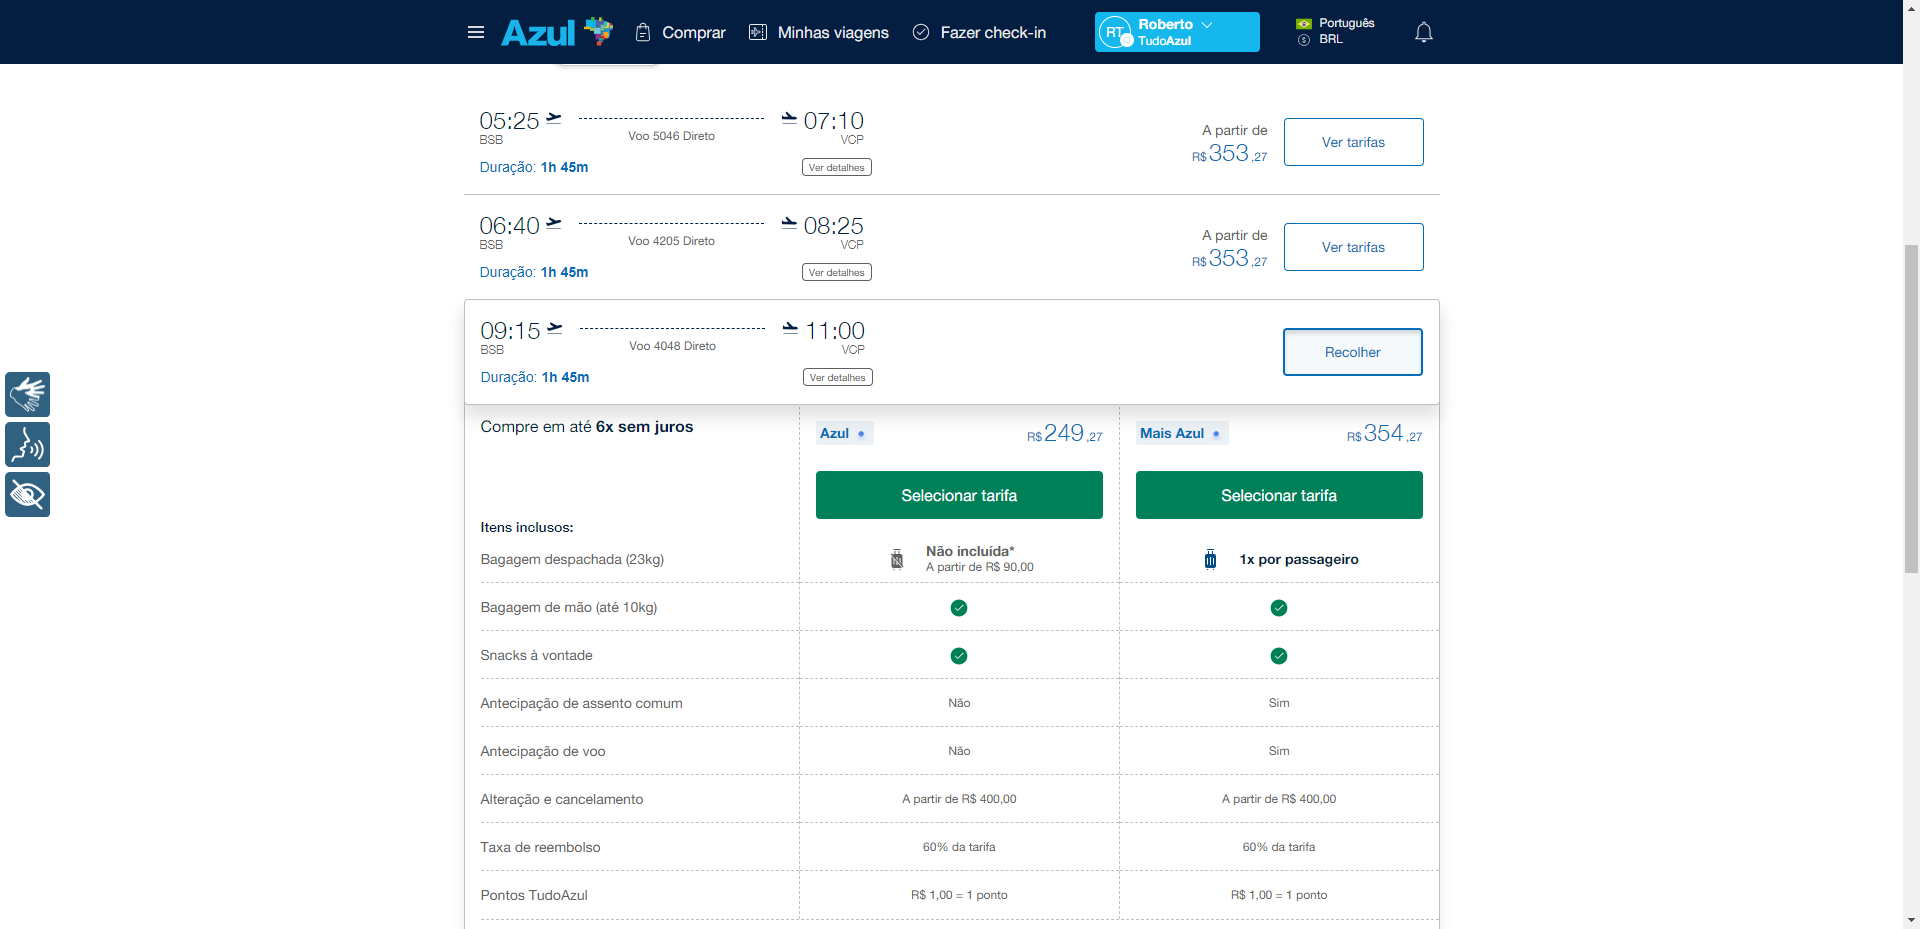 Azul
Comprar
Minhas viagens
Fazer check-in
RT
Roberto
TudoAzul
Português
BRL
05:25
07:10
BSB
Voo 5046 Direto
VCP
Duração: 1h 45m
Ver detalhes
A partir de
R$ 353,27
Ver tarifas
06:40
08:25
BSB
Voo 4205 Direto
VCP
Duração: 1h 45m
Ver detalhes
A partir de
R$ 353,27
Ver tarifas
09:15
11:00
BSB
Voo 4048 Direto
VCP
Duração: 1h 45m
Ver detalhes
Recolher
Compre em até 6x sem juros
Azul
R$ 249,27
Mais Azul
R$ 354,27
Selecionar tarifa
Selecionar tarifa
Itens inclusos:
Bagagem despachada (23kg)
Não incluída*
A partir de R$ 90,00
1x por passageiro
Bagagem de mão (até 10kg)
Snacks à vontade
Antecipação de assento comum
Não
Sim
Antecipação de voo
Não
Sim
Alteração e cancelamento
A partir de R$ 400,00
A partir de R$ 400,00
Taxa de reembolso
60% da tarifa
60% da tarifa
Pontos TudoAzul
R$ 1,00 = 1 ponto
R$ 1,00 = 1 ponto